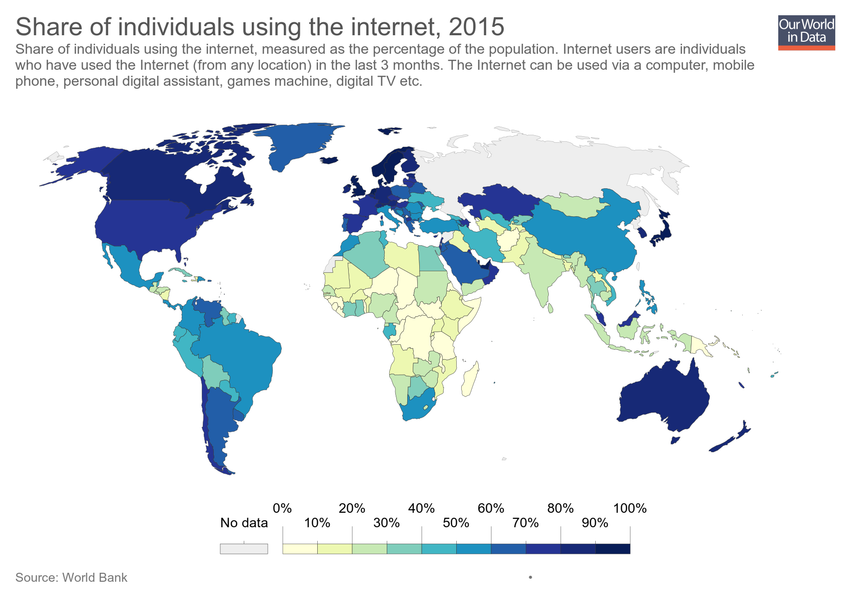 Share of individuals using the internet, 2015
Share of individuals using the internet, measured as the percentage of the population. Internet users are individuals
who have used the Internet (from any location) in the last 3 months. The Internet can be used via a computer, mobile
phone, personal digital assistant, games machine, digital TV etc.
Our World
in Data
0% 20% 40% 60% 80% 100%
No data 10% 30% 50% 70% 90%
Source: World Bank